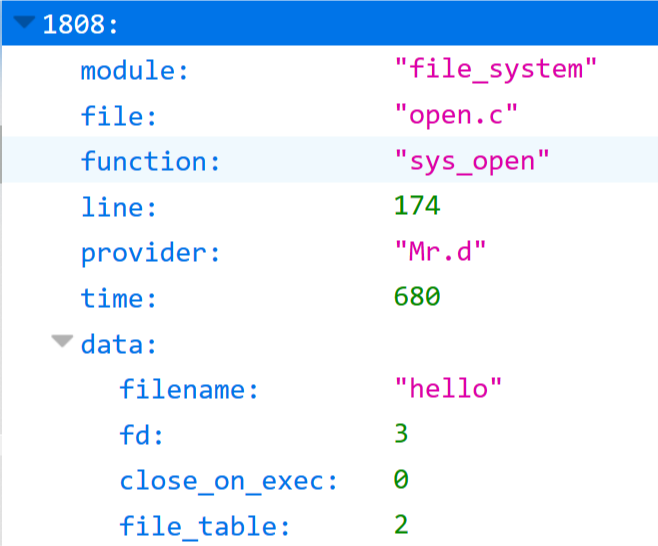 1808:
module: "file_system"
file: "open.c"
function: "sys_open"
line: 174
provider: "Mr.d"
time: 680
data:
filename: "hello"
fd: 3
close_on_exec: 0
file_table: 2